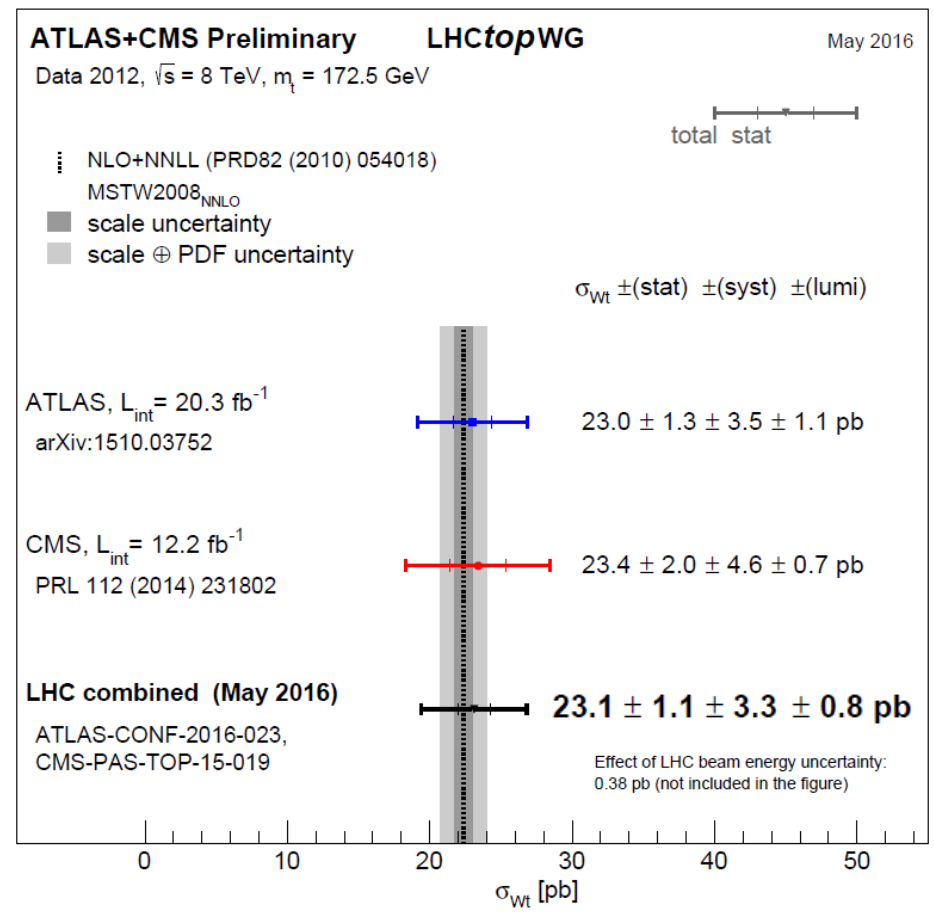 ATLAS+CMS Preliminary LHCtopWG May 2016
Data 2012, √s = 8 TeV, mt = 172.5 GeV
total stat
NLO+NNLL (PRD82 (2010) 054018)
MSTW2008NNLO
scale uncertainty
scale ⊕ PDF uncertainty
σWt ±(stat) ±(syst) ±(lumi)
ATLAS, Lint= 20.3 fb-1
arXiv:1510.03752
23.0 ± 1.3 ± 3.5 ± 1.1 pb
CMS, Lint= 12.2 fb-1
PRL 112 (2014) 231802
23.4 ± 2.0 ± 4.6 ± 0.7 pb
LHC combined (May 2016)
ATLAS-CONF-2016-023,
CMS-PAS-TOP-15-019
23.1 ± 1.1 ± 3.3 ± 0.8 pb
Effect of LHC beam energy uncertainty:
0.38 pb (not included in the figure)
0 10 20 30 40 50
σWt [pb]